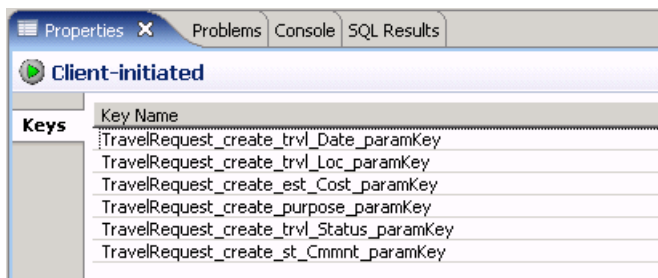 Properties Problems Console SQL Results
Client-initiated
Keys
Key Name
TravelRequest_create_trvl_Date_paramKey
TravelRequest_create_trvl_Loc_paramKey
TravelRequest_create_est_Cost_paramKey
TravelRequest_create_purpose_paramKey
TravelRequest_create_trvl_Status_paramKey
TravelRequest_create_st_Cmmnt_paramKey